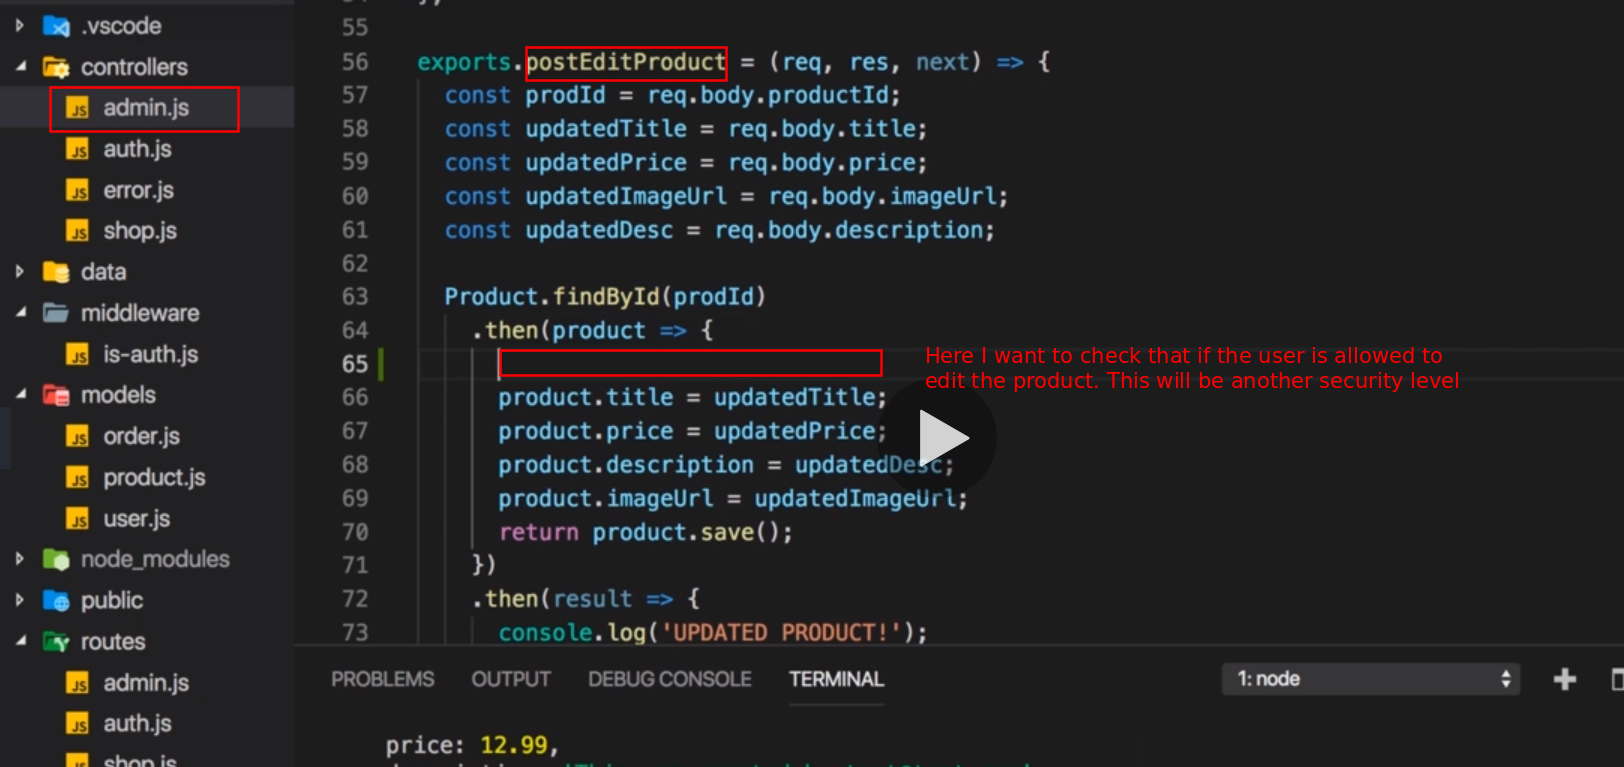 .vscode
controllers
admin.js
auth.js
error.js
shop.js
data
middleware
is-auth.js
models
order.js
product.js
user.js
node_modules
public
routes
admin.js
auth.js
shop.js
55
56 exports.postEditProduct = (req, res, next) => {
57 const prodId = req.body.productId;
58 const updatedTitle = req.body.title;
59 const updatedPrice = req.body.price;
60 const updatedImageUrl = req.body.imageUrl;
61 const updatedDesc = req.body.description;
62
63 Product.findById(prodId)
64 .then(product => {
65
Here I want to check that if the user is allowed to
edit the product. This will be another security level
66 product.title = updatedTitle;
67 product.price = updatedPrice;
68 product.description = updatedDesc;
69 product.imageUrl = updatedImageUrl;
70 return product.save();
71 })
72 .then(result => {
73 console.log('UPDATED PRODUCT!');
PROBLEMS OUTPUT DEBUG CONSOLE TERMINAL 1: node
price: 12.99,